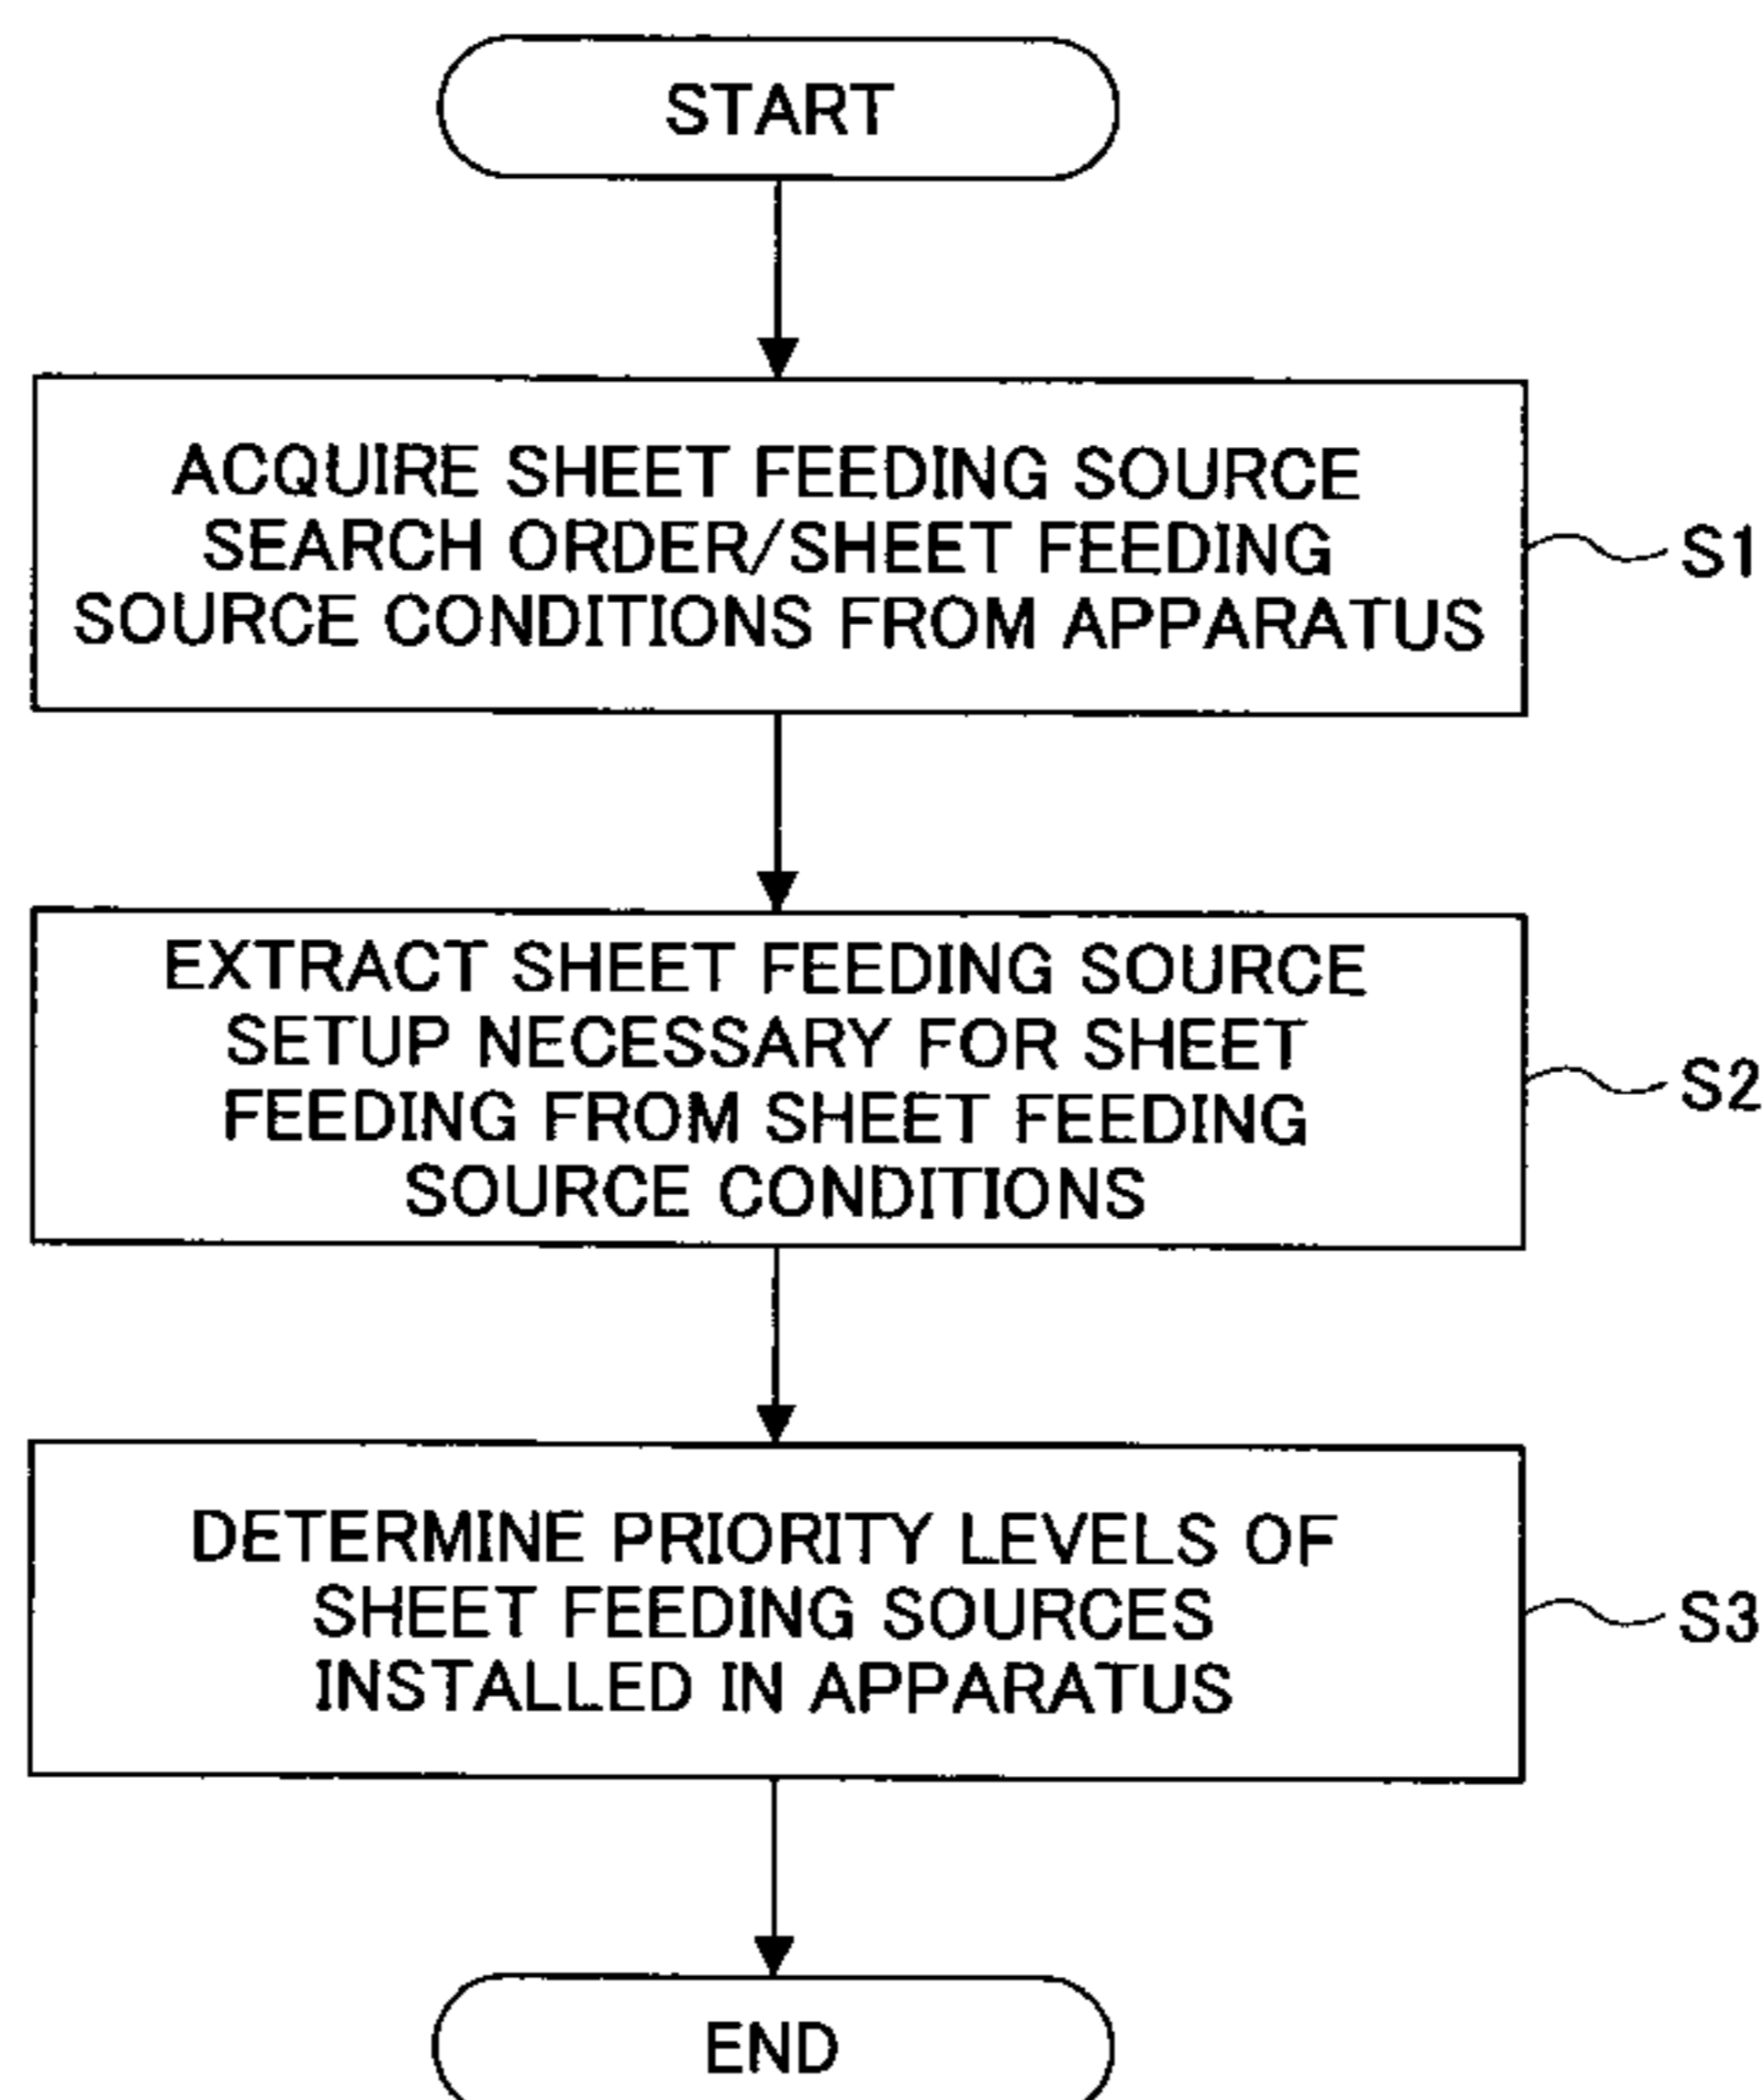 START
ACQUIRE SHEET FEEDING SOURCE
SEARCH ORDER/SHEET FEEDING
SOURCE CONDITIONS FROM APPARATUS
S1
EXTRACT SHEET FEEDING SOURCE
SETUP NECESSARY FOR SHEET
FEEDING FROM SHEET FEEDING
SOURCE CONDITIONS
S2
DETERMINE PRIORITY LEVELS OF
SHEET FEEDING SOURCES
INSTALLED IN APPARATUS
S3
END